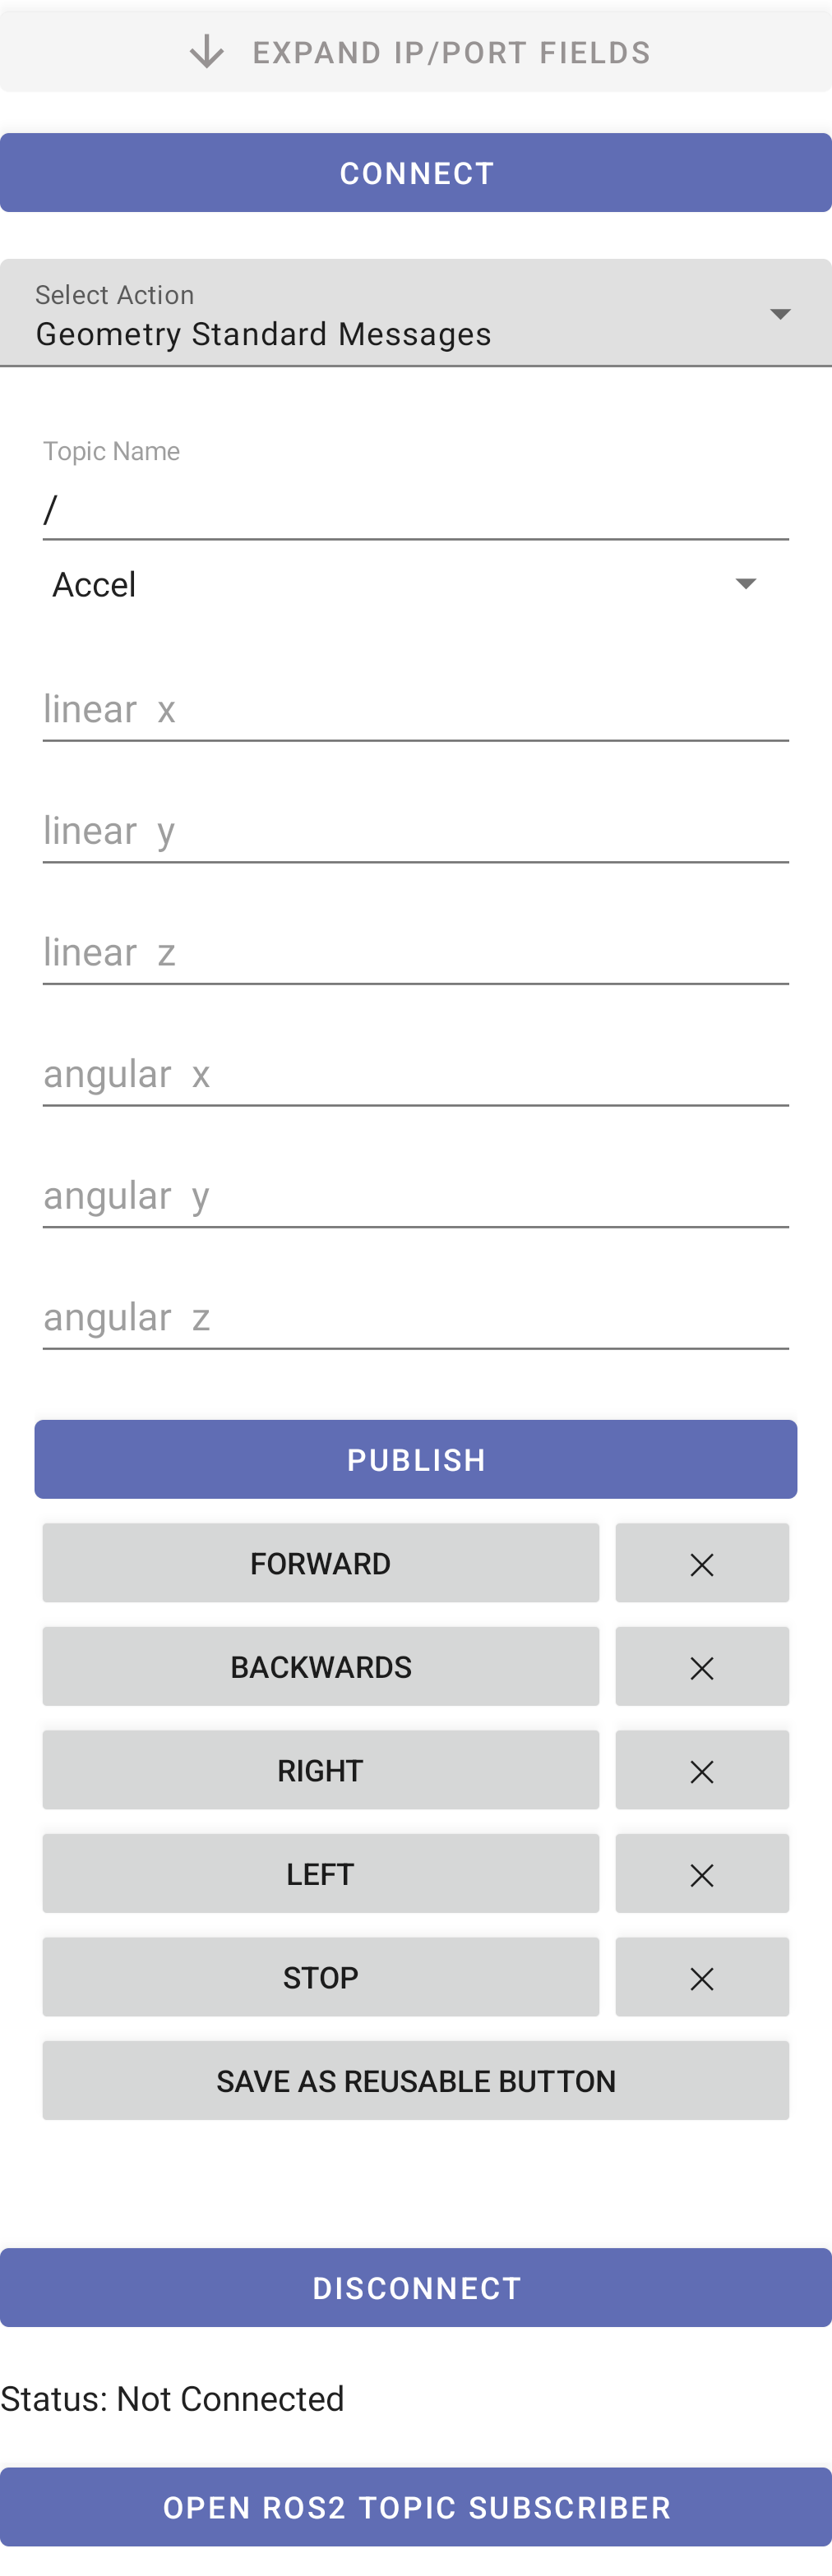 EXPAND IP/PORT FIELDS
CONNECT
Select Action
Geometry Standard Messages
Topic Name
/
Accel
linear x
linear y
linear z
angular x
angular y
angular z
PUBLISH
FORWARD
BACKWARDS
RIGHT
LEFT
STOP
SAVE AS REUSABLE BUTTON
DISCONNECT
Status: Not Connected
OPEN ROS2 TOPIC SUBSCRIBER